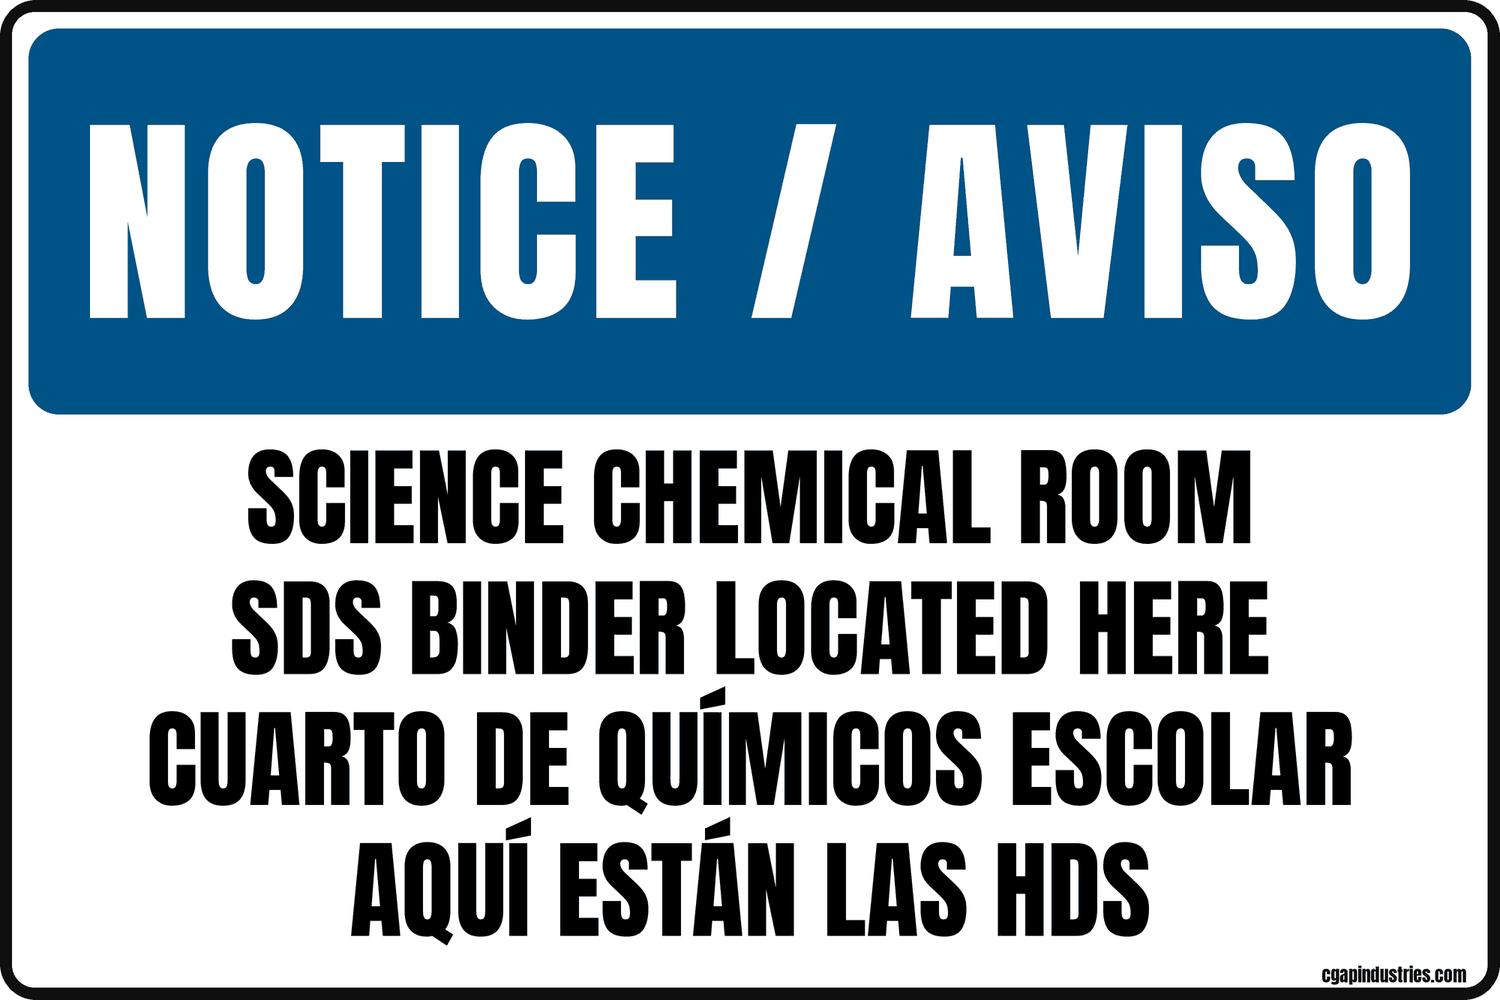 NOTICE / AVISO
SCIENCE CHEMICAL ROOM
SDS BINDER LOCATED HERE
CUARTO DE QUÍMICOS ESCOLAR
AQUÍ ESTÁN LAS HDS
cgapindustries.com